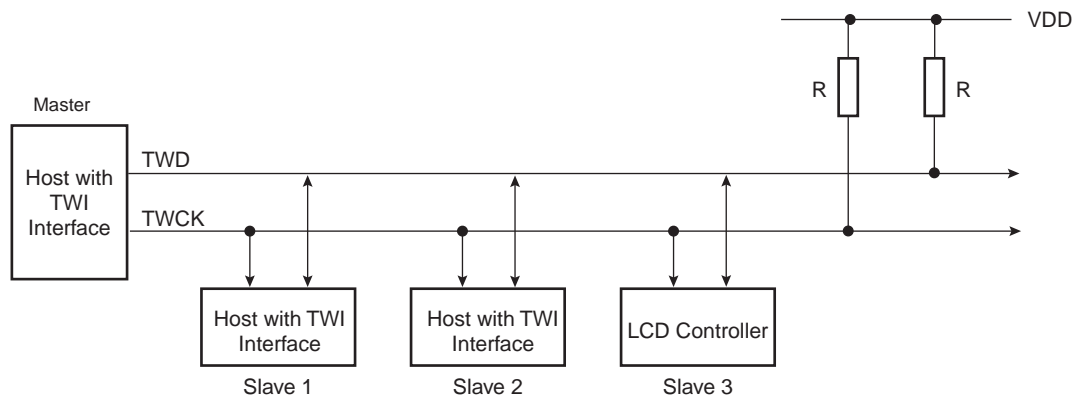 VDD
R
R
Master
Host with
TWI
Interface
TWD
TWCK
Host with TWI
Interface
Slave 1
Host with TWI
Interface
Slave 2
LCD Controller
Slave 3